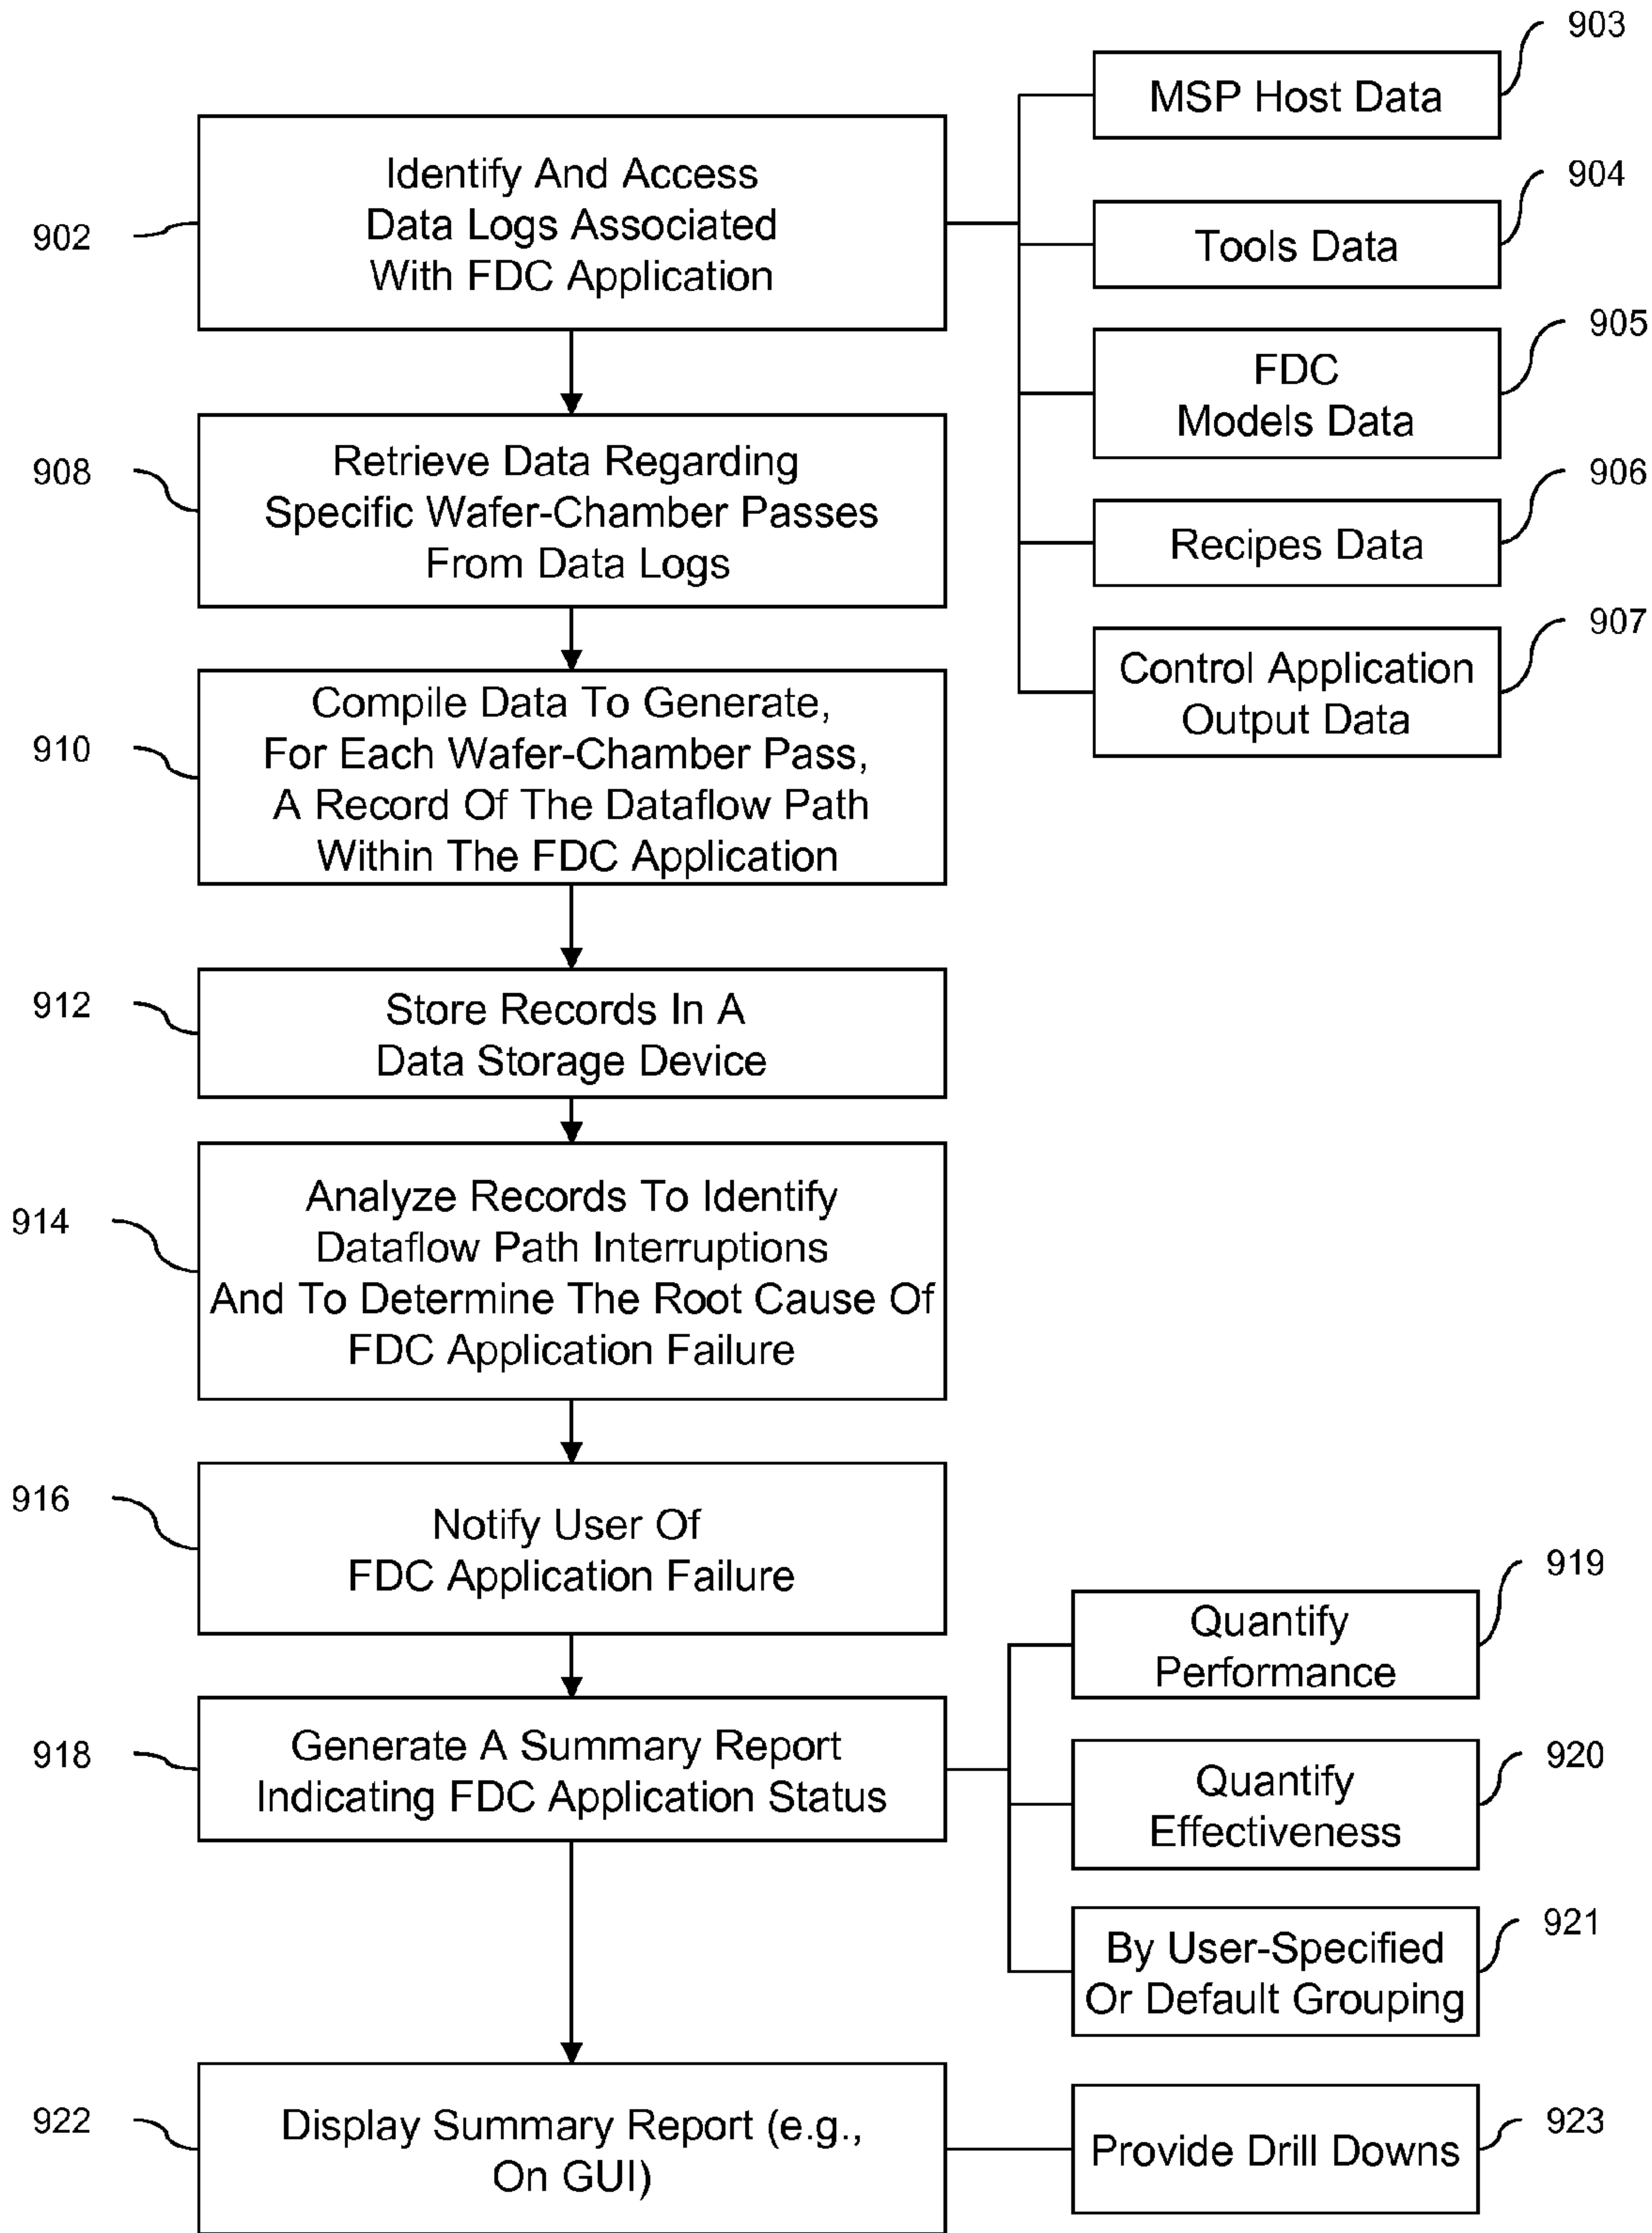 903
MSP Host Data
Identify And Access
Data Logs Associated
With FDC Application
902
904
Tools Data
905
FDC
Models Data
908
Retrieve Data Regarding
Specific Wafer-Chamber Passes
From Data Logs
906
Recipes Data
907
Control Application
Output Data
910
Compile Data To Generate,
For Each Wafer-Chamber Pass,
A Record Of The Dataflow Path
Within The FDC Application
912
Store Records In A
Data Storage Device
914
Analyze Records To Identify
Dataflow Path Interruptions
And To Determine The Root Cause Of
FDC Application Failure
916
Notify User Of
FDC Application Failure
919
Quantify
Performance
918
Generate A Summary Report
Indicating FDC Application Status
920
Quantify
Effectiveness
921
By User-Specified
Or Default Grouping
922
Display Summary Report (e.g.,
On GUI)
923
Provide Drill Downs